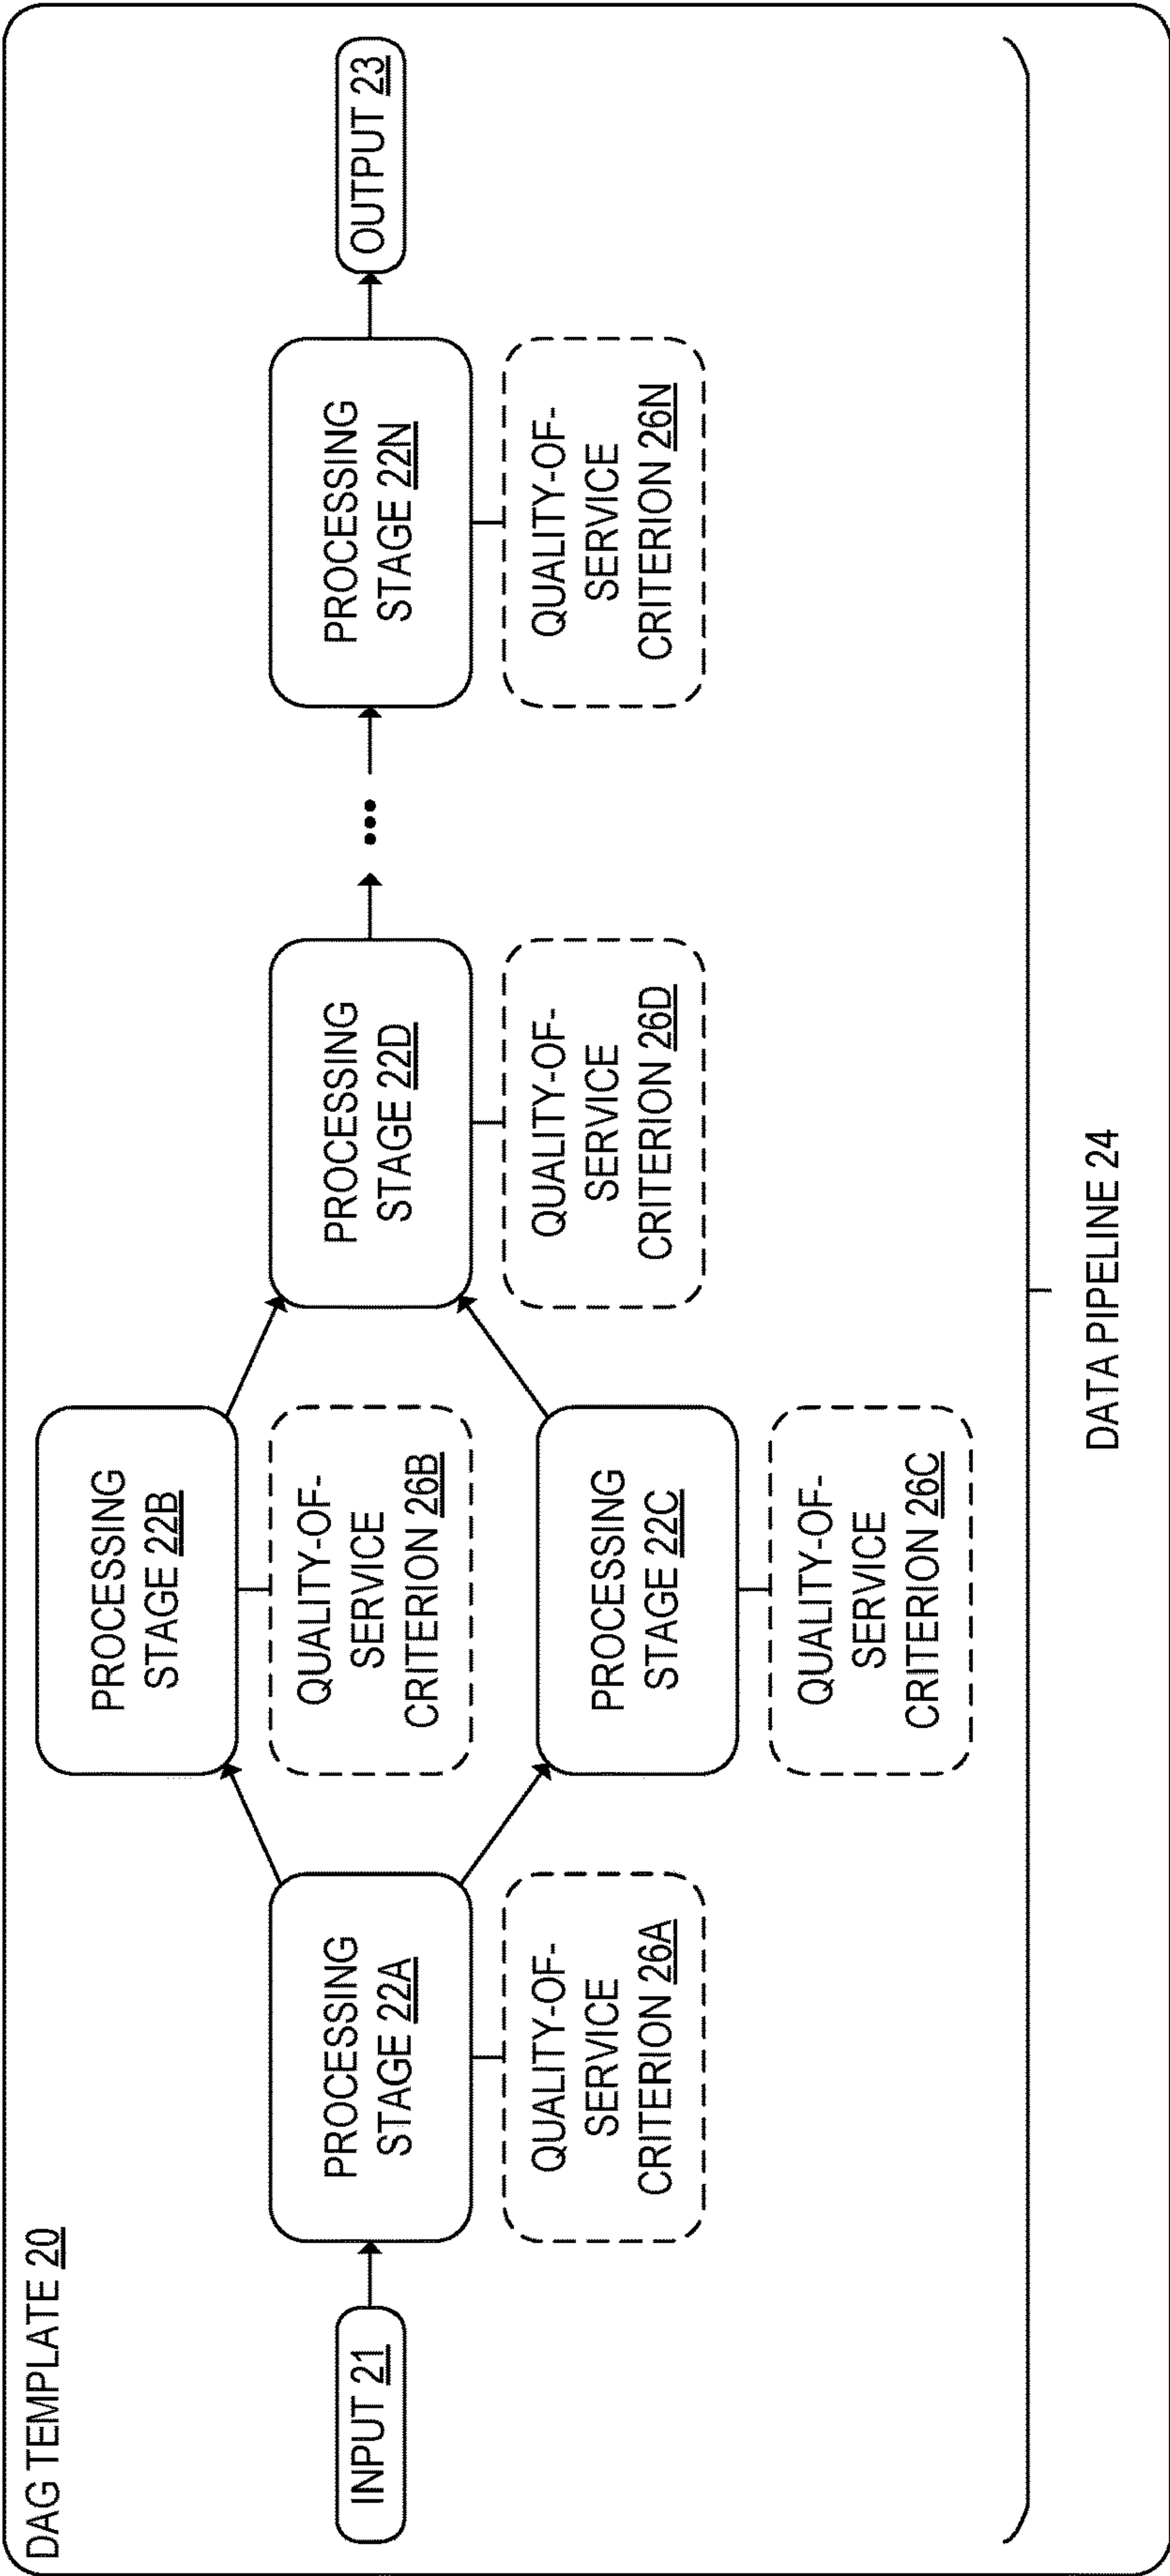 DAG TEMPLATE 20
INPUT 21
PROCESSING
STAGE 22A
QUALITY-OF-
SERVICE
CRITERION 26A
PROCESSING
STAGE 22B
QUALITY-OF-
SERVICE
CRITERION 26B
PROCESSING
STAGE 22C
QUALITY-OF-
SERVICE
CRITERION 26C
PROCESSING
STAGE 22D
QUALITY-OF-
SERVICE
CRITERION 26D
...
PROCESSING
STAGE 22N
QUALITY-OF-
SERVICE
CRITERION 26N
OUTPUT 23
DATA PIPELINE 24